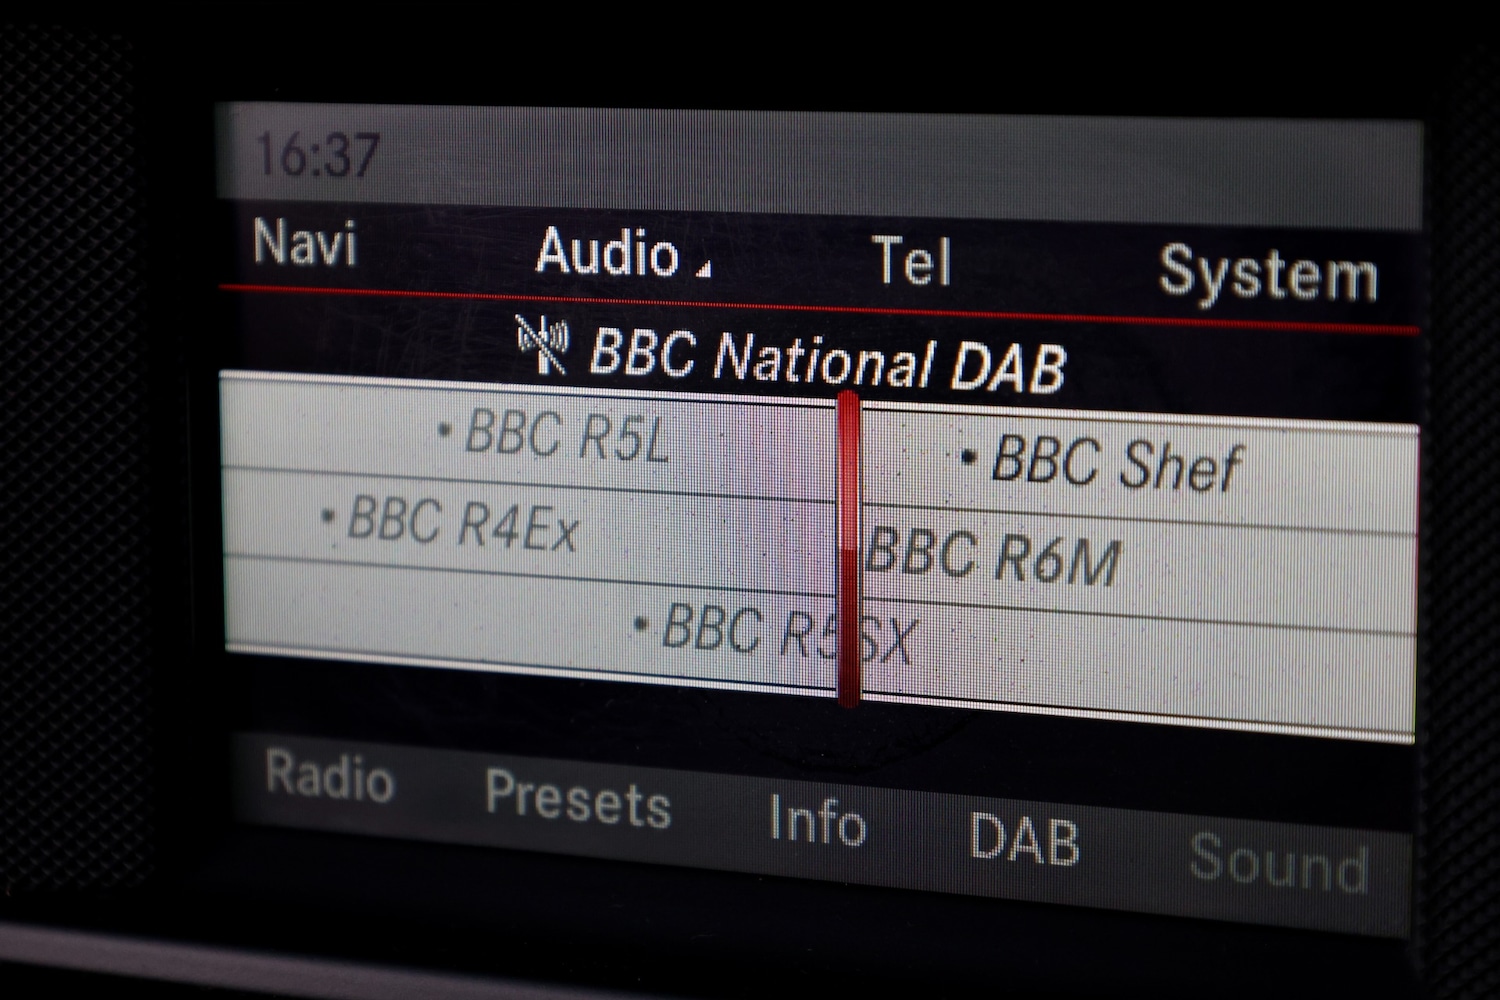 16:37
Navi Audio Tel System
BBC National DAB
• BBC R5L • BBC Shef
• BBC R4Ex BBC R6M
• BBC R5SX
Radio Presets Info DAB Sound